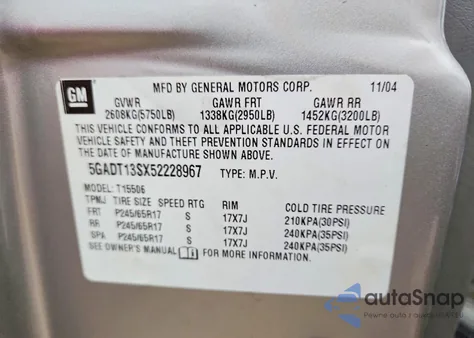 GM
MFD BY GENERAL MOTORS CORP. 11/04
GVWR GAWR FRT GAWR RR
2608KG(5750LB) 1338KG(2950LB) 1452KG(3200LB)
THIS VEHICLE CONFORMS TO ALL APPLICABLE U.S. FEDERAL MOTOR
VEHICLE SAFETY AND THEFT PREVENTION STANDARDS IN EFFECT ON
THE DATE OF MANUFACTURE SHOWN ABOVE.
5GADT13SX52228967 TYPE: M.P.V.
MODEL: T15506
TPMJ TIRE SIZE SPEED RTG RIM COLD TIRE PRESSURE
FRT P245/65R17 S 17X7J 210KPA(30PSI)
RR P245/65R17 S 17X7J 240KPA(35PSI)
SPA P245/65R17 S 17X7J 240KPA(35PSI)
SEE OWNER'S MANUAL FOR MORE INFORMATION.
autoSnap
Pewne auto z